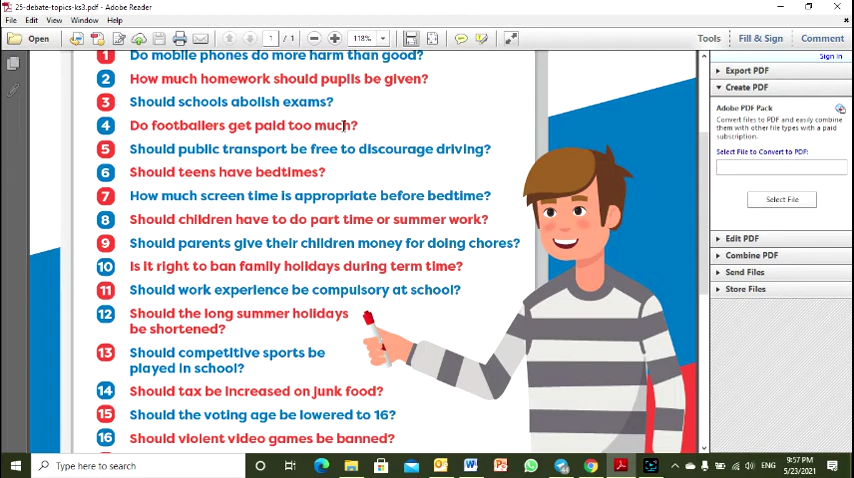 25-debate-topics-ks3.pdf - Adobe Reader
File Edit View Window Help
Open 1 / 1 118% Tools Fill & Sign Comment
Sign In
Export PDF
Create PDF
Adobe PDF Pack
Convert files to PDF and easily combine
them with other file types with a paid
subscription.
Select File to Convert to PDF:
Select File
Edit PDF
Combine PDF
Send Files
Store Files
1 Do mobile phones do more harm than good?
2 How much homework should pupils be given?
3 Should schools abolish exams?
4 Do footballers get paid too much?
5 Should public transport be free to discourage driving?
6 Should teens have bedtimes?
7 How much screen time is appropriate before bedtime?
8 Should children have to do part time or summer work?
9 Should parents give their children money for doing chores?
10 Is it right to ban family holidays during term time?
11 Should work experience be compulsory at school?
12 Should the long summer holidays
be shortened?
13 Should competitive sports be
played in school?
14 Should tax be increased on junk food?
15 Should the voting age be lowered to 16?
16 Should violent video games be banned?
Type here to search
ENG
9:57 PM
5/23/2021